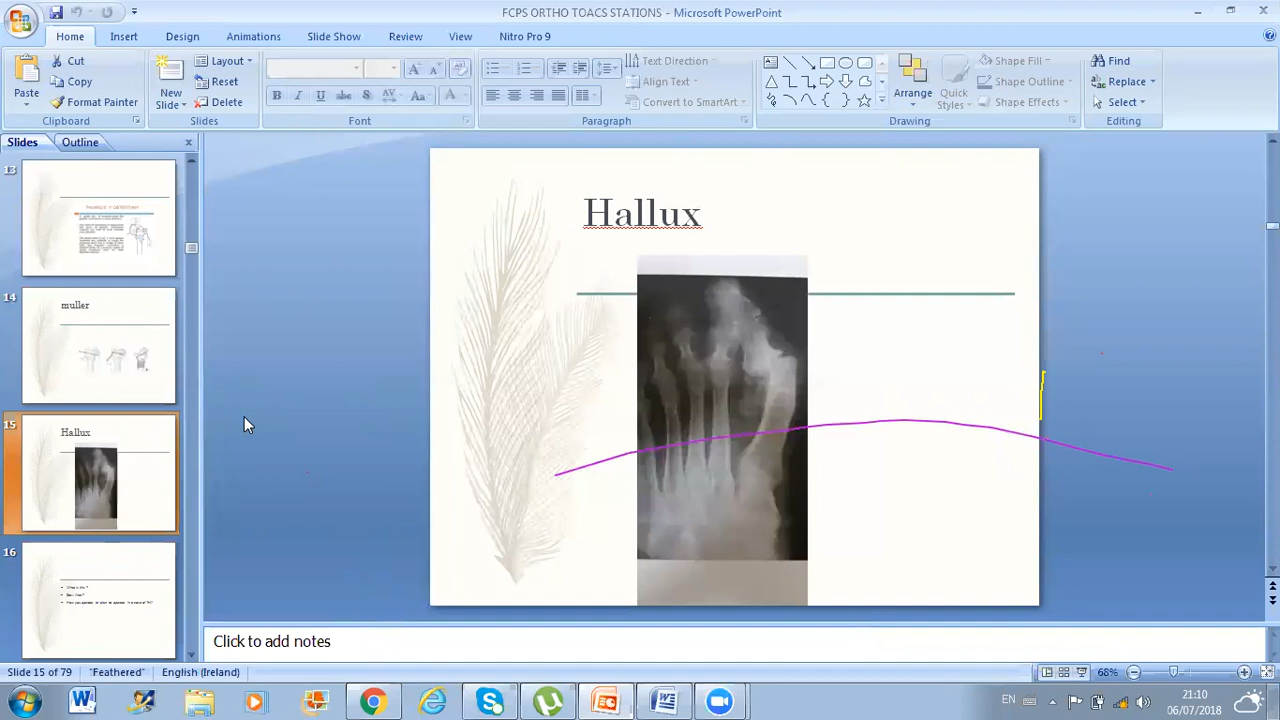 FCPS ORTHO TOACS STATIONS - Microsoft PowerPoint
Home Insert Design Animations Slide Show Review View Nitro Pro 9
Paste
Cut
Copy
Format Painter
Clipboard
New Slide
Layout
Reset
Delete
Slides
B I U abc S AV Aa A
Font
Text Direction
Align Text
Convert to SmartArt
Paragraph
Arrange
Quick Styles
Shape Fill
Shape Outline
Shape Effects
Drawing
Find
Replace
Select
Editing
Slides Outline
13
14
muller
15
Hallux
16
Hallux
Click to add notes
Slide 15 of 79 "Feathered" English (Ireland) 68%
EN 21:10
06/07/2018